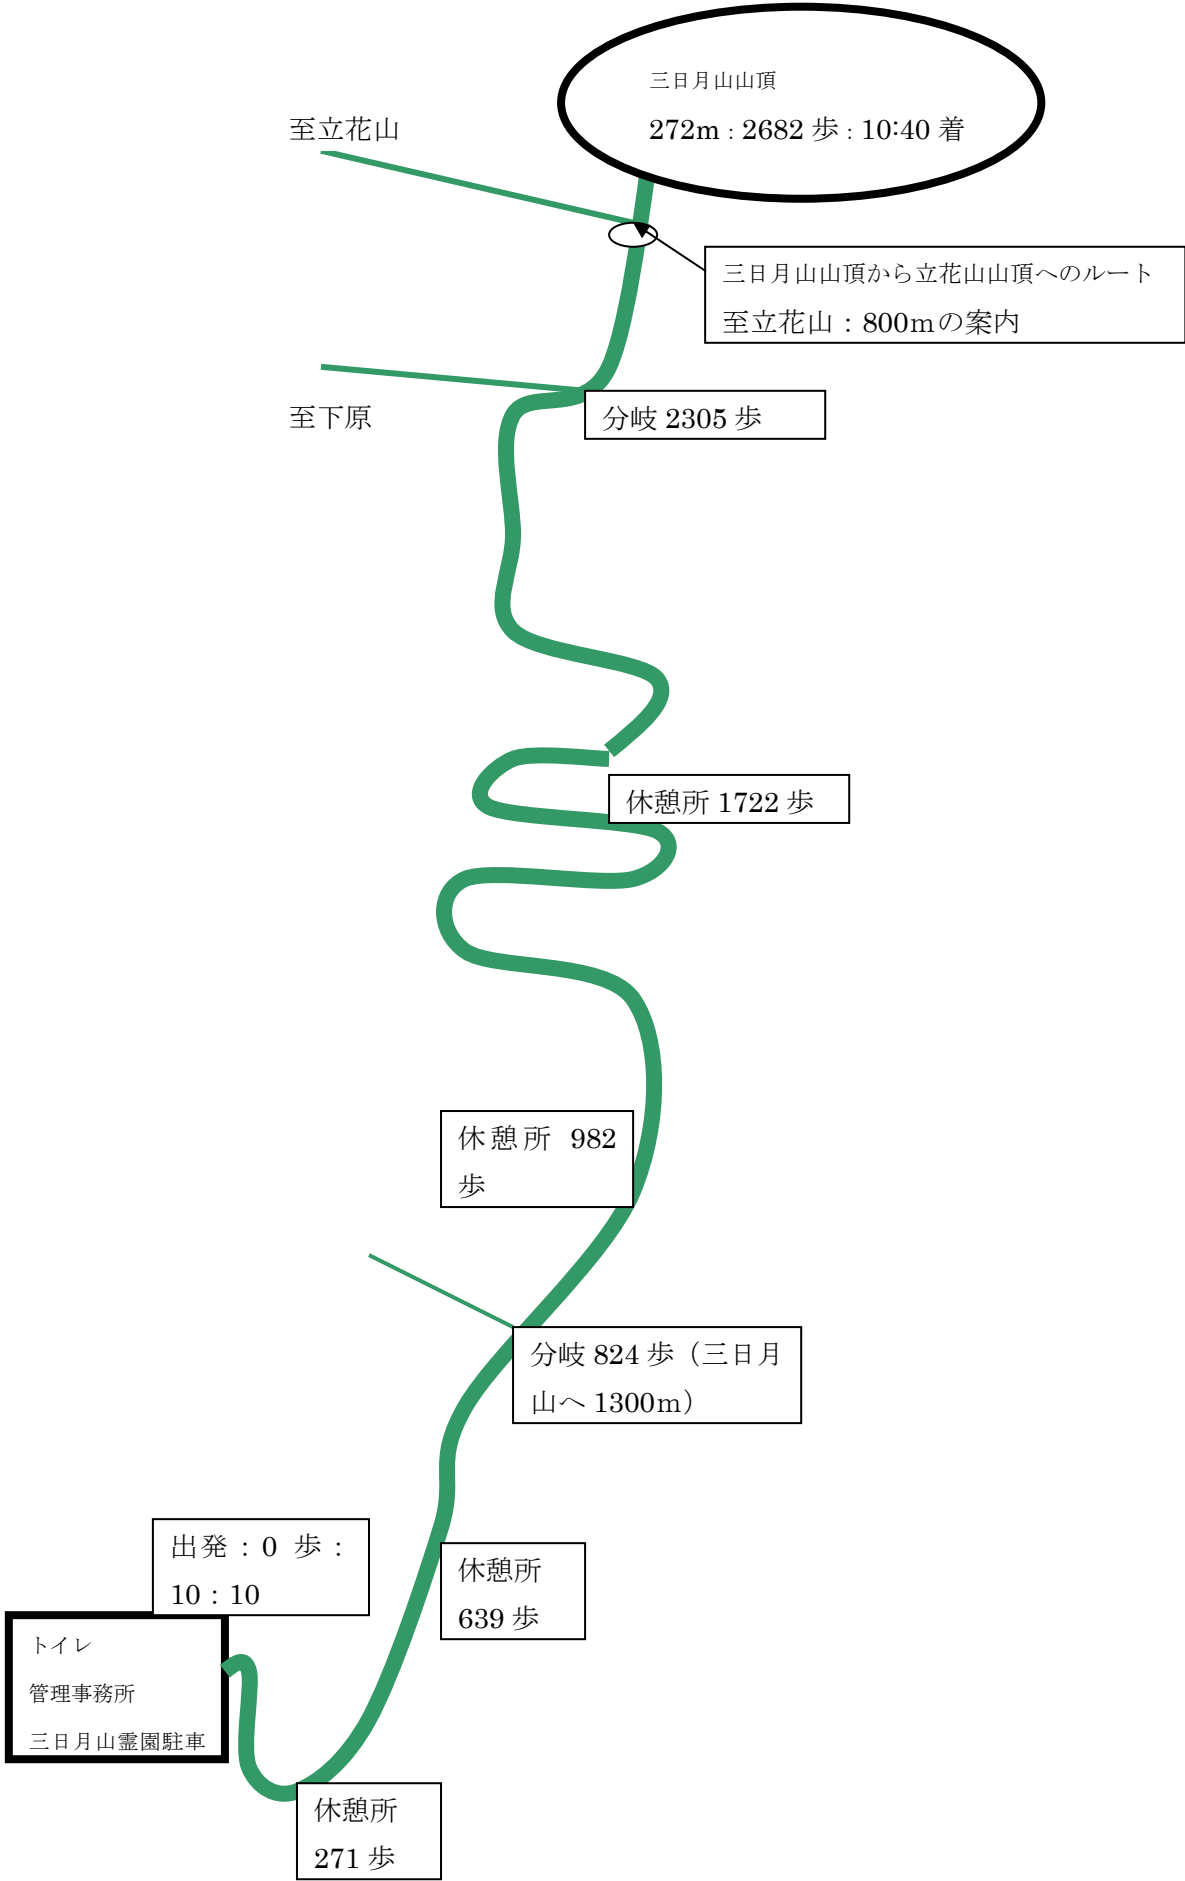 三日月山山頂
272m：2682 歩：10:40 着
至立花山
三日月山山頂から立花山山頂へのルート
至立花山：800mの案内
至下原
分岐 2305 歩
休憩所 1722 歩
休憩所 982
歩
分岐 824 歩（三日月
山へ 1300m）
出発：0 歩：
10：10
休憩所
639 歩
トイレ
管理事務所
三日月山霊園駐車
休憩所
271 歩